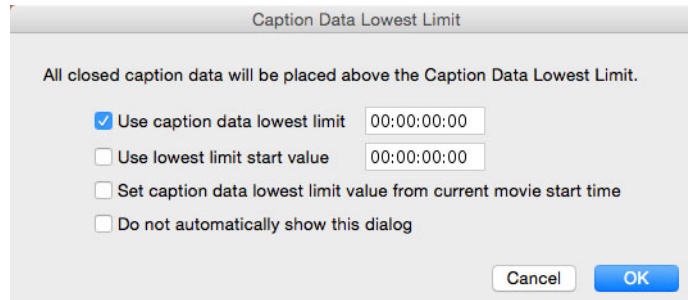 Caption Data Lowest Limit
All closed caption data will be placed above the Caption Data Lowest Limit.
Use caption data lowest limit 00:00:00:00
Use lowest limit start value 00:00:00:00
Set caption data lowest limit value from current movie start time
Do not automatically show this dialog
Cancel OK